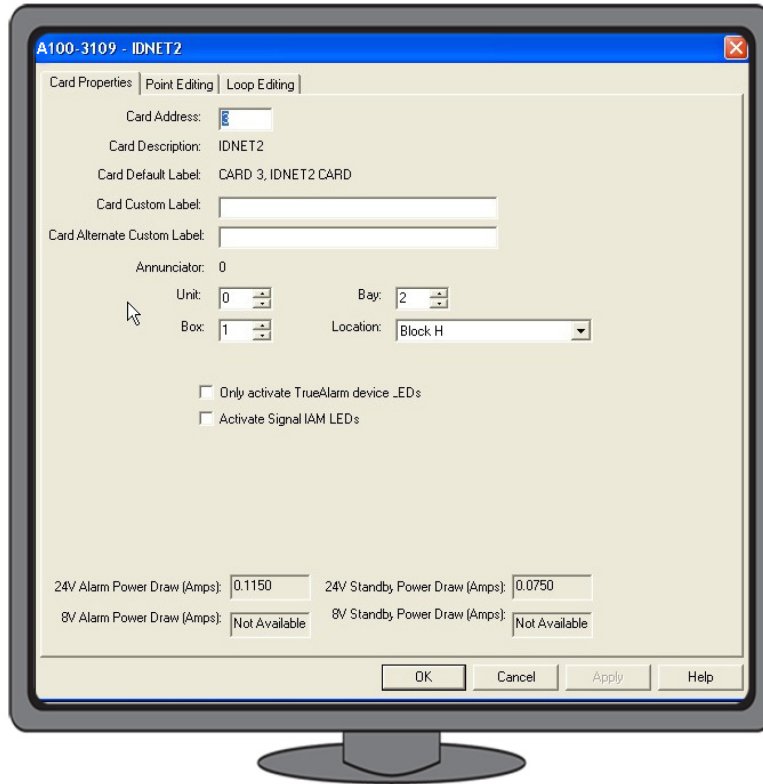 A100-3109 - IDNET2
Card Properties Point Editing Loop Editing
Card Address: 3
Card Description: IDNET2
Card Default Label: CARD 3, IDNET2 CARD
Card Custom Label:
Card Alternate Custom Label:
Annunciator: 0
Unit: 0 Bay: 2
Box: 1 Location: Block H
Only activate TrueAlarm device LEDs
Activate Signal IAM LEDs
24V Alarm Power Draw (Amps): 0.1150 24V Standby Power Draw (Amps): 0.0750
8V Alarm Power Draw (Amps): Not Available 8V Standby Power Draw (Amps): Not Available
OK Cancel Apply Help